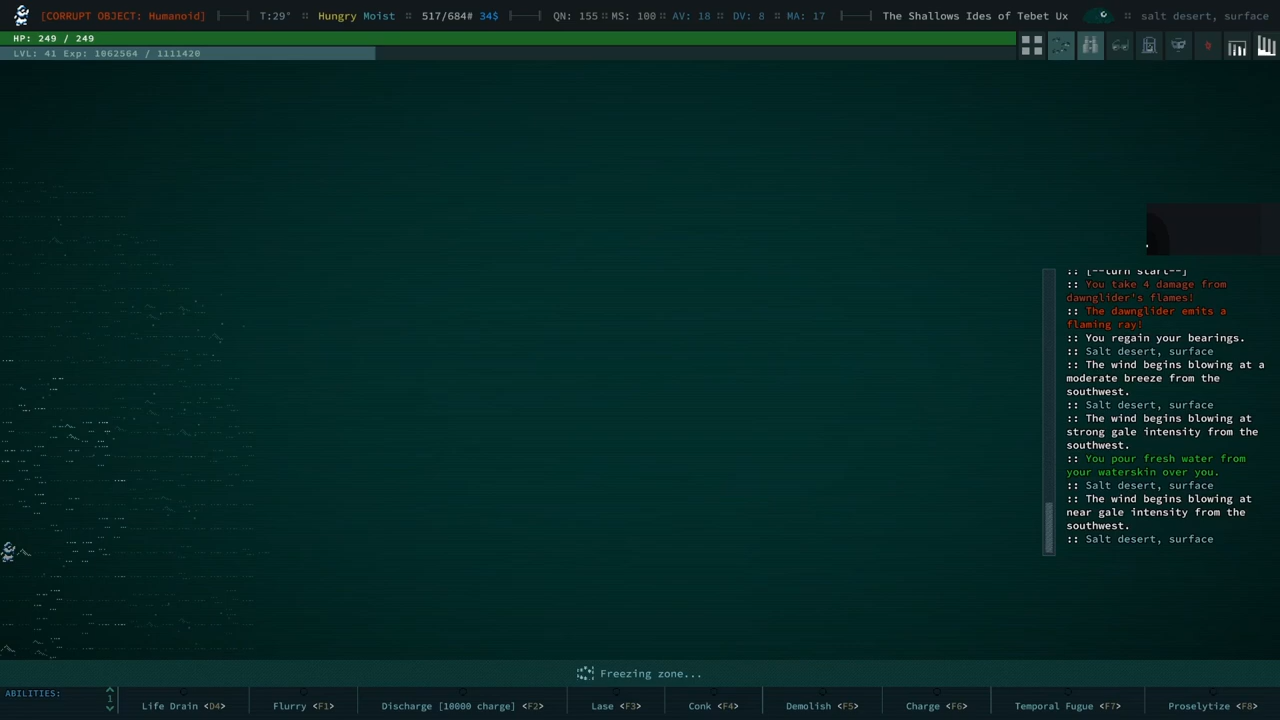 [CORRUPT OBJECT: Humanoid] T:29° :: Hungry Moist 517/684# 34$ QN: 155 :: MS: 100 :: AV: 18 :: DV: 8 :: MA: 17 The Shallows Ides of Tebet Ux :: salt desert, surface
HP: 249 / 249
LVL: 41 Exp: 1062564 / 1111420
:: [--turn start--]
:: You take 4 damage from
dawnglider's flames!
:: The dawnglider emits a
flaming ray!
:: You regain your bearings.
:: Salt desert, surface
:: The wind begins blowing at a
moderate breeze from the
southwest.
:: Salt desert, surface
:: The wind begins blowing at
strong gale intensity from the
southwest.
:: You pour fresh water from
your waterskin over you.
:: Salt desert, surface
:: The wind begins blowing at
near gale intensity from the
southwest.
:: Salt desert, surface
Freezing zone...
ABILITIES: 1 Life Drain <D4> Flurry <F1> Discharge [10000 charge] <F2> Lase <F3> Conk <F4> Demolish <F5> Charge <F6> Temporal Fugue <F7> Proselytize <F8>